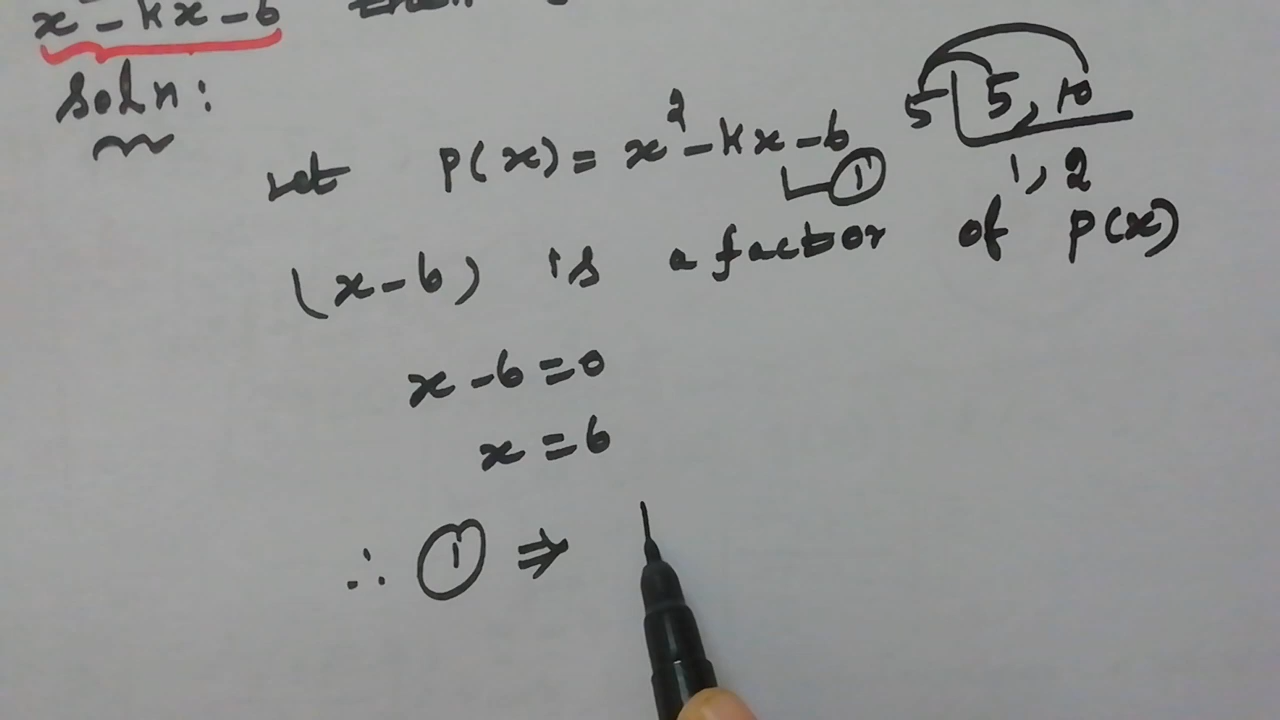 x² - kx - 6 then
Soln:
Let P(x) = x² - kx - 6
①
5 | 5, 10
1, 2
(x - 6) is a factor of P(x)
x - 6 = 0
x = 6
∴ ① ⇒